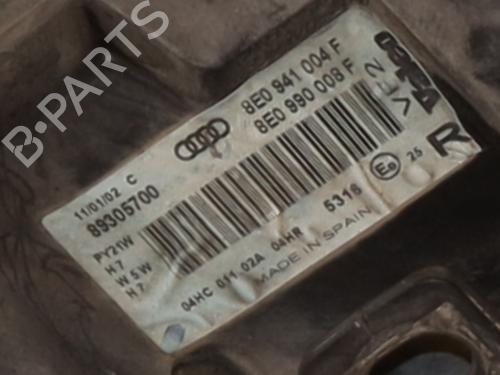 B-PARTS
8E0 941 004 F
8E0 990 008 F
11/01/02 C
89305700
VF2
R
PY21W
H7
W5W
H7
5316
25
04HC 011 02A 04HR
MADE IN SPAIN